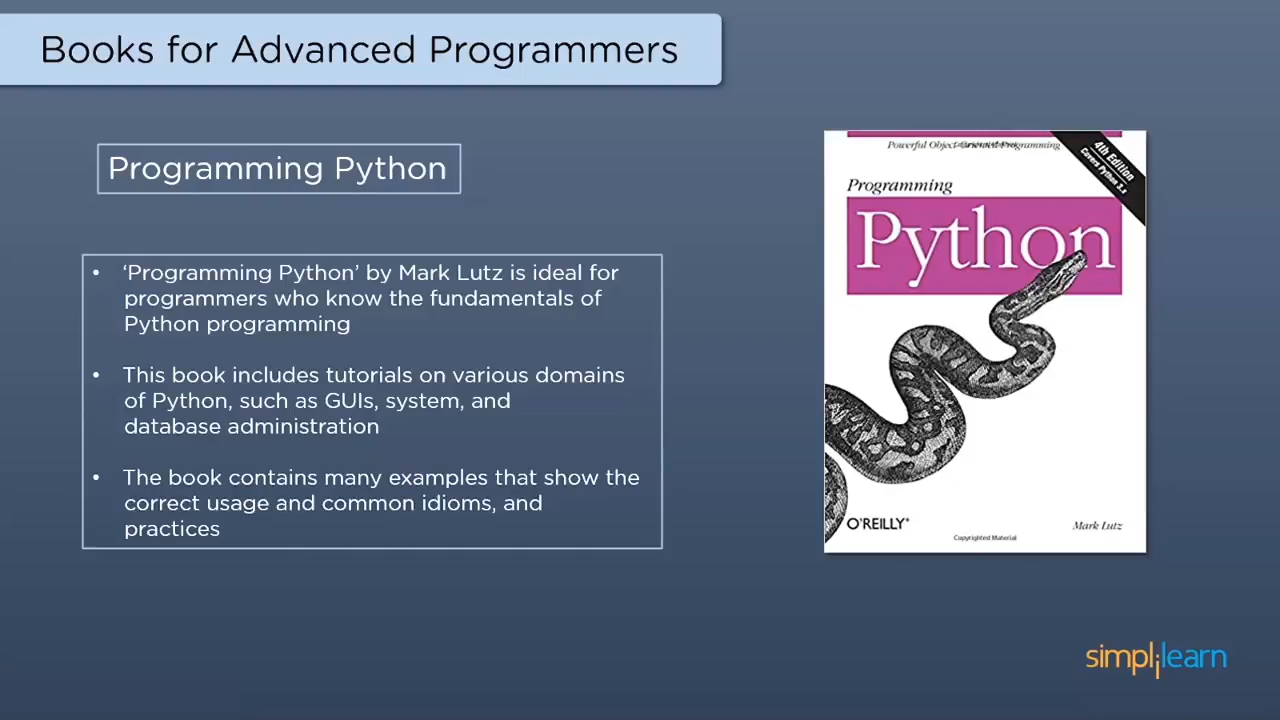 Books for Advanced Programmers
Programming Python
• ‘Programming Python’ by Mark Lutz is ideal for
programmers who know the fundamentals of
Python programming
• This book includes tutorials on various domains
of Python, such as GUIs, system, and
database administration
• The book contains many examples that show the
correct usage and common idioms, and
practices
Powerful Object-Oriented Programming
4th Edition
Covers Python 3.x
Programming
Python
O'REILLY®
Mark Lutz
Copyrighted Material
simplilearn